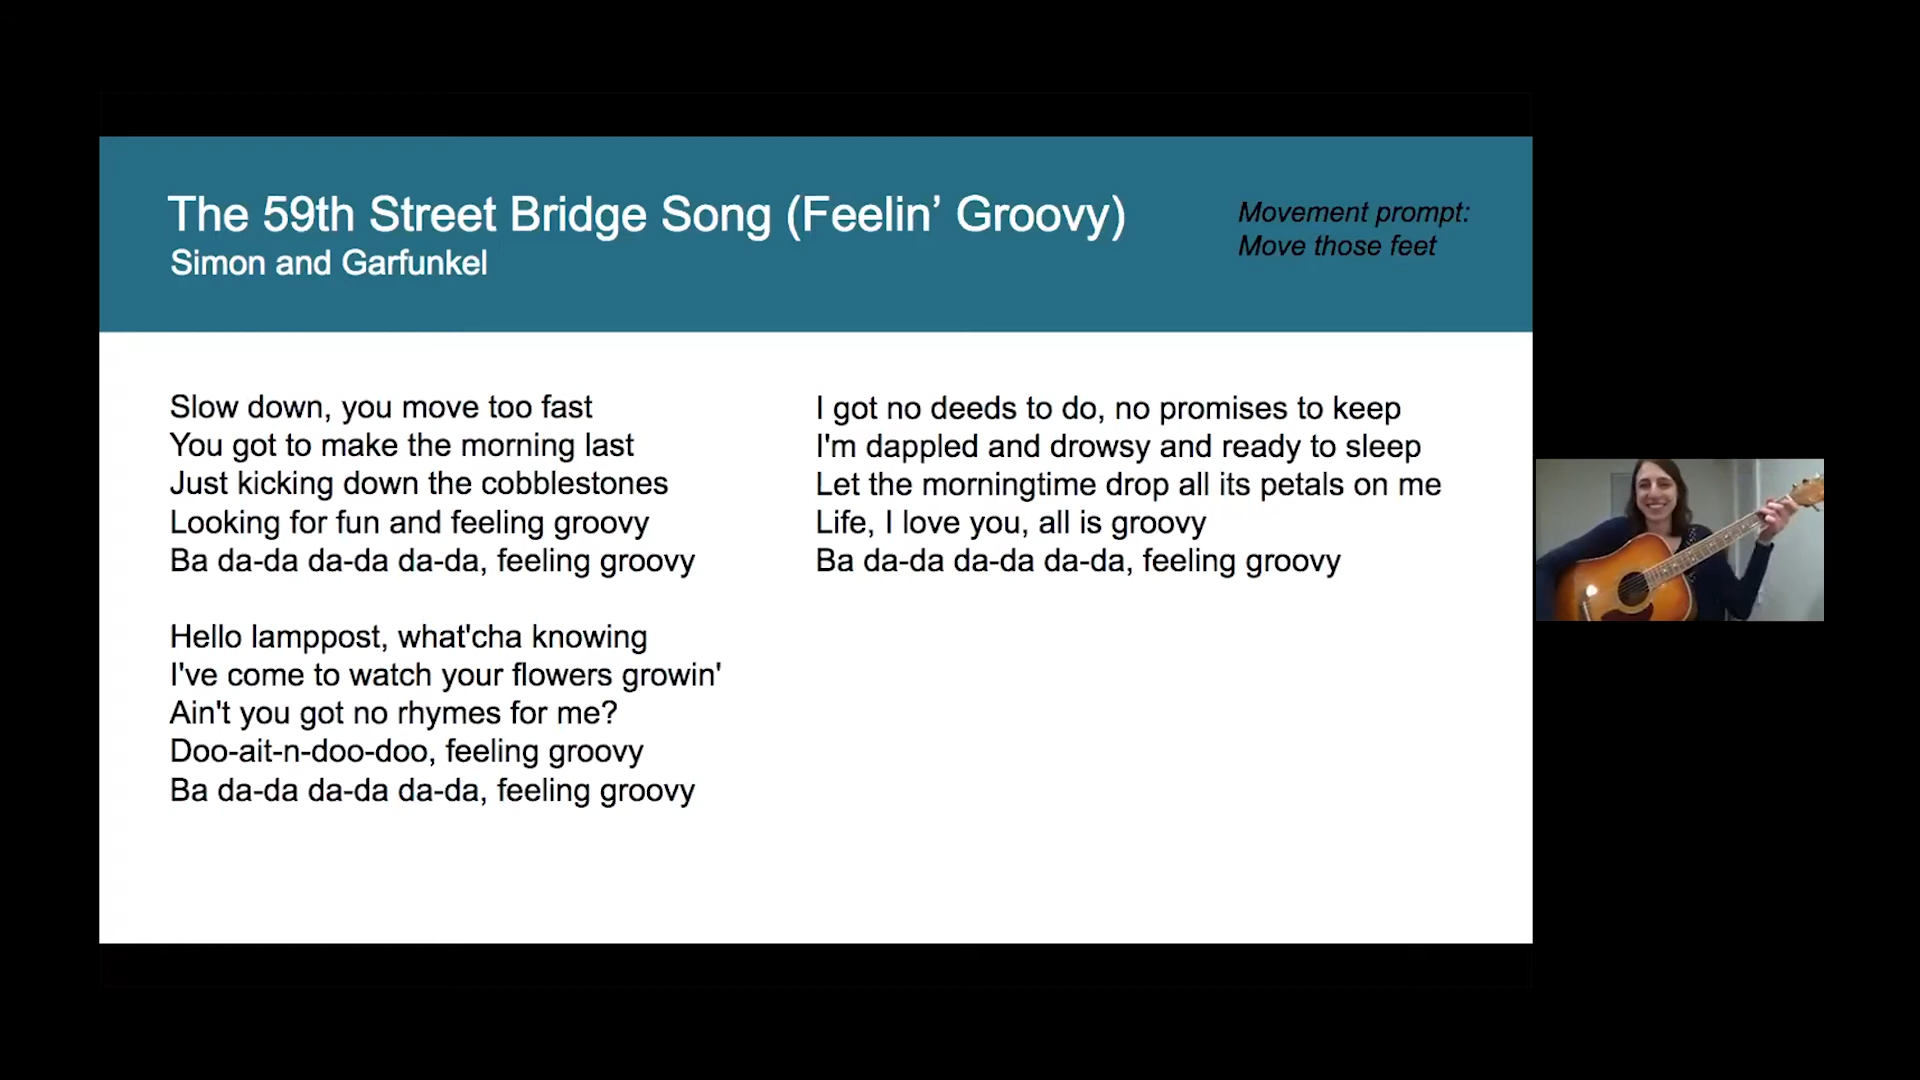 The 59th Street Bridge Song (Feelin’ Groovy)
Simon and Garfunkel
Movement prompt:
Move those feet
Slow down, you move too fast
You got to make the morning last
Just kicking down the cobblestones
Looking for fun and feeling groovy
Ba da-da da-da da-da, feeling groovy
Hello lamppost, what'cha knowing
I've come to watch your flowers growin'
Ain't you got no rhymes for me?
Doo-ait-n-doo-doo, feeling groovy
Ba da-da da-da da-da, feeling groovy
I got no deeds to do, no promises to keep
I'm dappled and drowsy and ready to sleep
Let the morningtime drop all its petals on me
Life, I love you, all is groovy
Ba da-da da-da da-da, feeling groovy